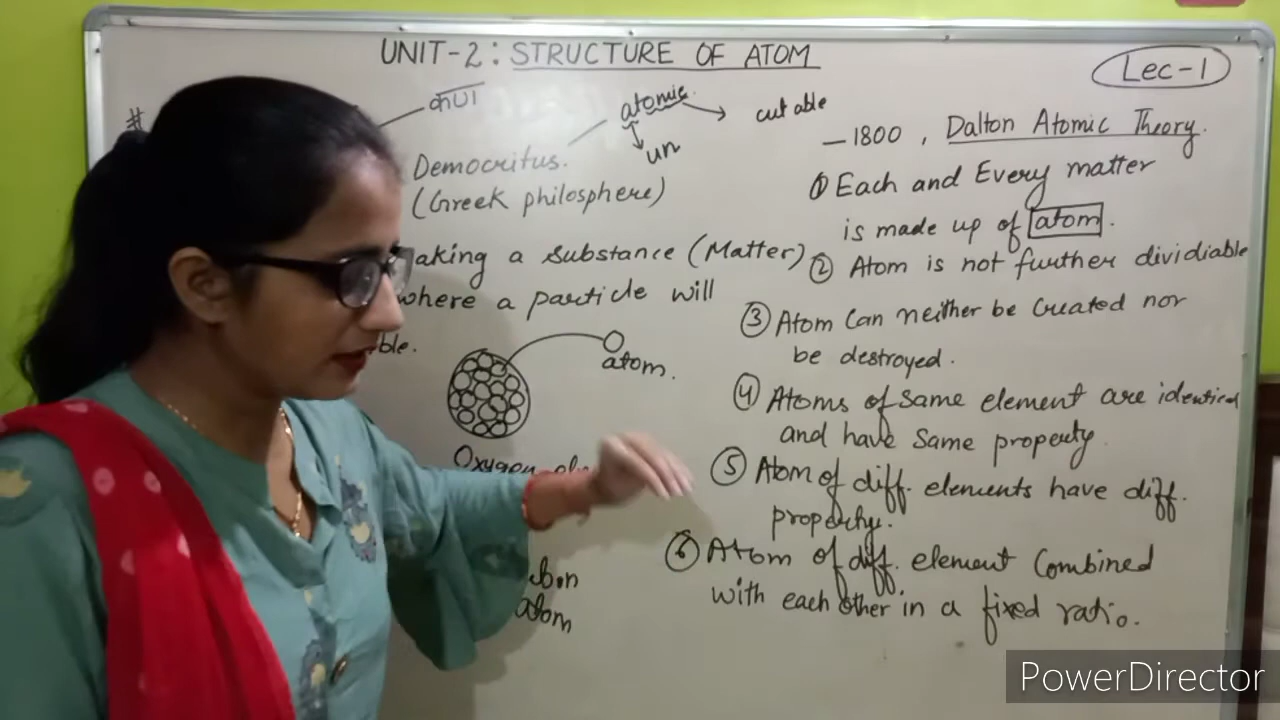 UNIT-2: STRUCTURE OF ATOM
Lec-1
#
कण
atomic
cut able
un
Democritus.
(Greek philosphere)
aking a substance (Matter)
where a particle will
ble.
atom.
Oxygen
bon
atom
—1800, Dalton Atomic Theory.
① Each and Every matter
is made up of atom.
② Atom is not further dividiable
③ Atom Can neither be Created nor
be destroyed.
④ Atoms of same element are identical
and have same property.
⑤ Atom of diff. elements have diff.
property.
⑥ Atom of diff. element Combined
with each other in a fixed ratio.
PowerDirector